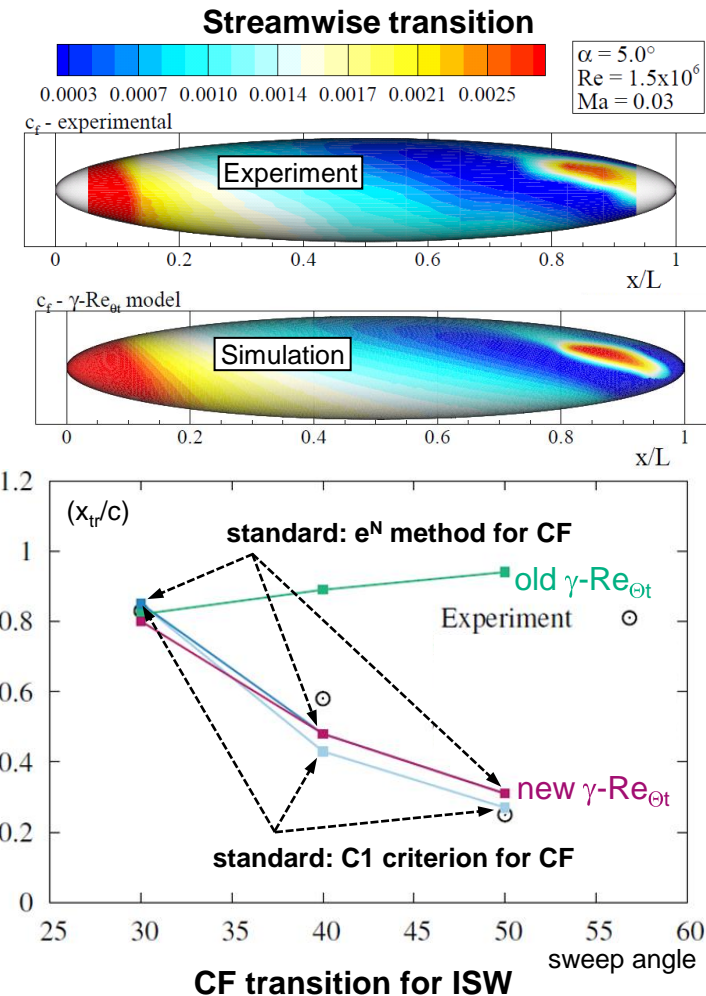 Streamwise transition
0.0003 0.0007 0.0010 0.0014 0.0017 0.0021 0.0025
α = 5.0°
Re = 1.5x10⁶
Ma = 0.03
c_f - experimental
Experiment
0 0.2 0.4 0.6 0.8 1
x/L
c_f - γ-Re_θt model
Simulation
0 0.2 0.4 0.6 0.8 1
x/L
1.2
(x_tr/c)
standard: e^N method for CF
1
old γ-Re_Θt
Experiment
0.8
0.6
0.4
new γ-Re_Θt
0.2
standard: C1 criterion for CF
0
25 30 35 40 45 50 55 60
sweep angle
CF transition for ISW